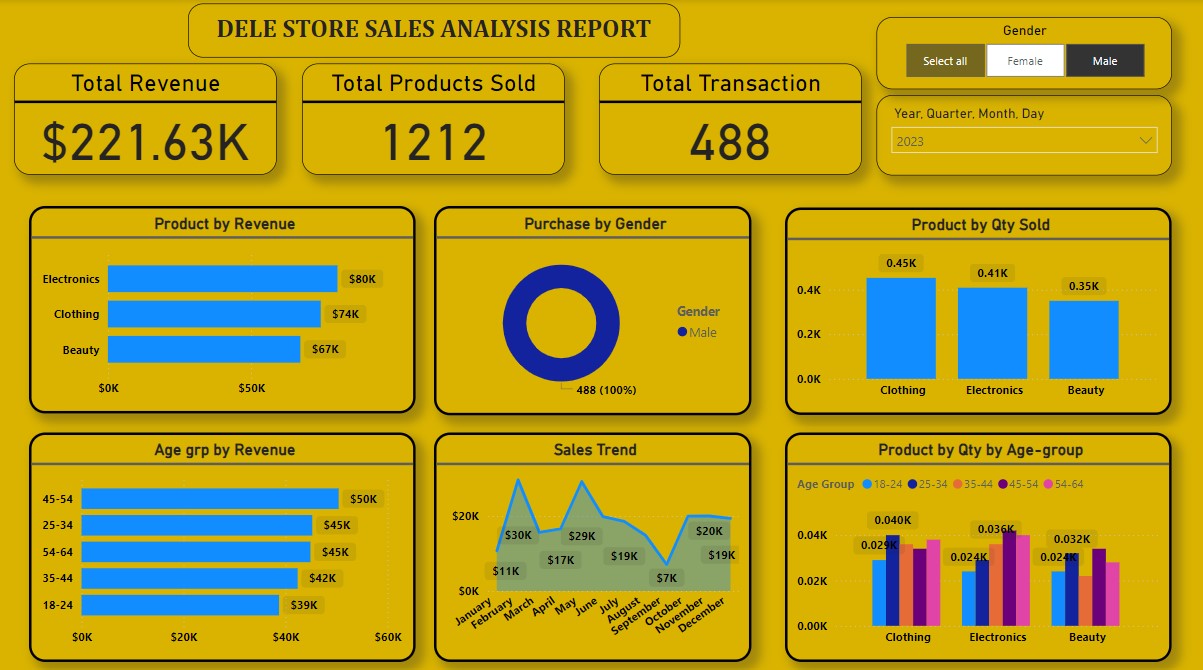 DELE STORE SALES ANALYSIS REPORT
Gender
Select all
Female
Male
Year, Quarter, Month, Day
2023
Total Revenue
$221.63K
Total Products Sold
1212
Total Transaction
488
Product by Revenue
Electronics
$80K
Clothing
$74K
Beauty
$67K
$0K
$50K
Purchase by Gender
Gender
Male
488 (100%)
Product by Qty Sold
0.45K
0.41K
0.35K
0.4K
0.2K
0.0K
Clothing
Electronics
Beauty
Age grp by Revenue
45-54
$50K
25-34
$45K
54-64
$45K
35-44
$42K
18-24
$39K
$0K
$20K
$40K
$60K
Sales Trend
$20K
$0K
$11K
$30K
$17K
$29K
$19K
$7K
$20K
$19K
January
February
March
April
May
June
July
August
September
October
November
December
Product by Qty by Age-group
Age Group
18-24
25-34
35-44
45-54
54-64
0.040K
0.029K
0.036K
0.024K
0.032K
0.024K
0.04K
0.02K
0.00K
Clothing
Electronics
Beauty